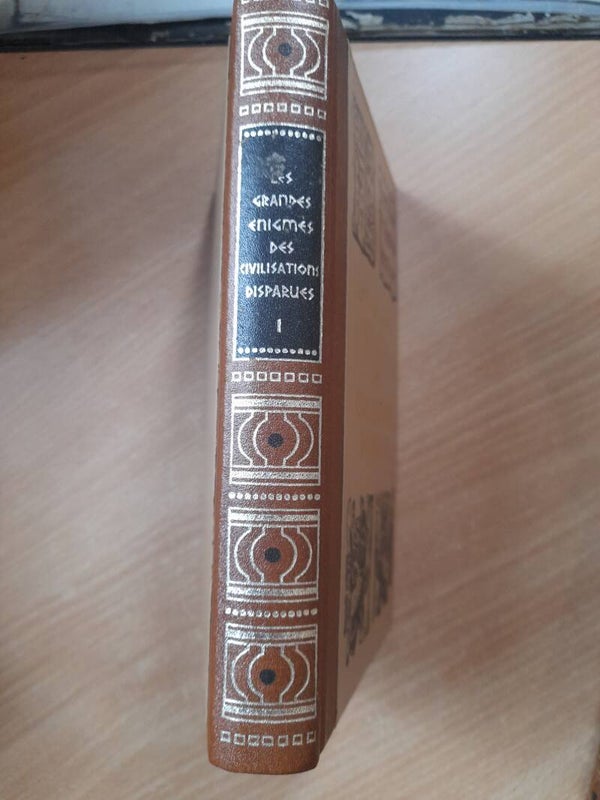 LES
GRANDES
ENIGMES
DES
CIVILISATIONS
DISPARUES
I